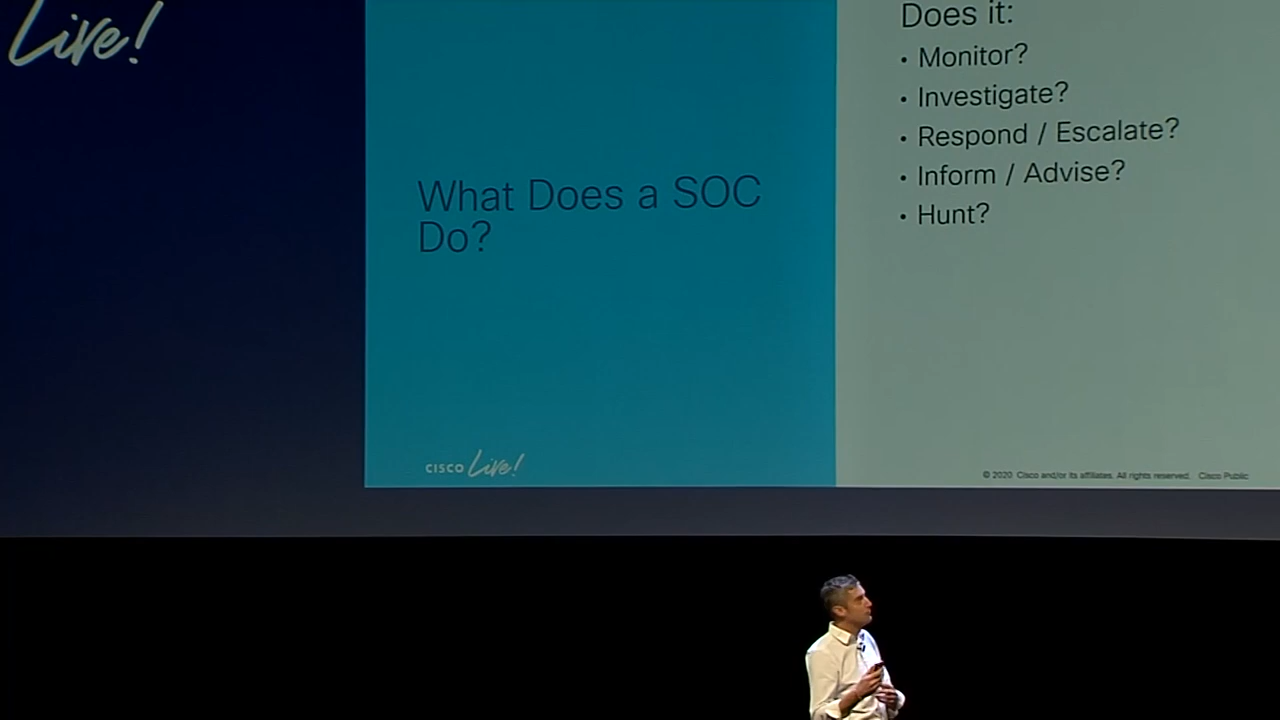 Live!
What Does a SOC
Do?
Does it:
• Monitor?
• Investigate?
• Respond / Escalate?
• Inform / Advise?
• Hunt?
CISCO Live!
© 2020 Cisco and/or its affiliates. All rights reserved. Cisco Public